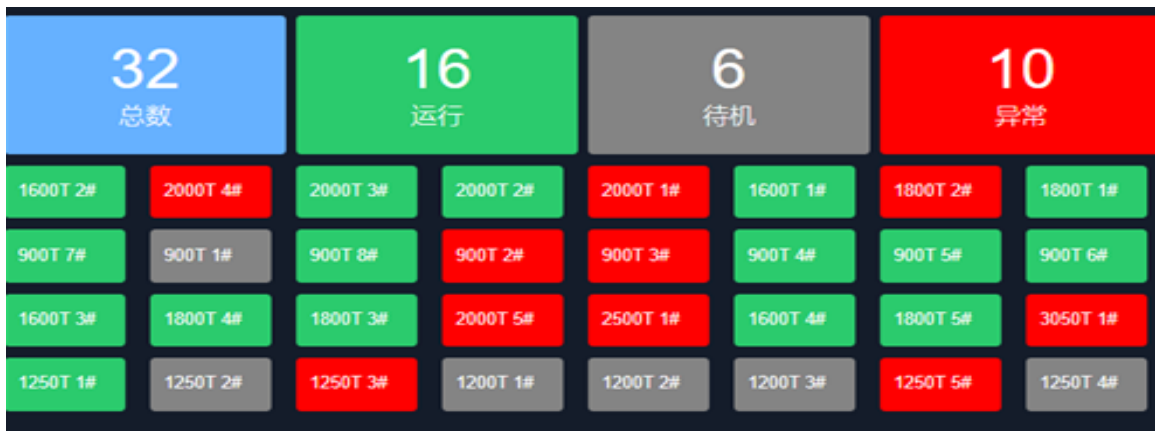 32
总数
16
运行
6
待机
10
异常
1600T 2#
2000T 4#
2000T 3#
2000T 2#
2000T 1#
1600T 1#
1800T 2#
1800T 1#
900T 7#
900T 1#
900T 8#
900T 2#
900T 3#
900T 4#
900T 5#
900T 6#
1600T 3#
1800T 4#
1800T 3#
2000T 5#
2500T 1#
1600T 4#
1800T 5#
3050T 1#
1250T 1#
1250T 2#
1250T 3#
1200T 1#
1200T 2#
1200T 3#
1250T 5#
1250T 4#